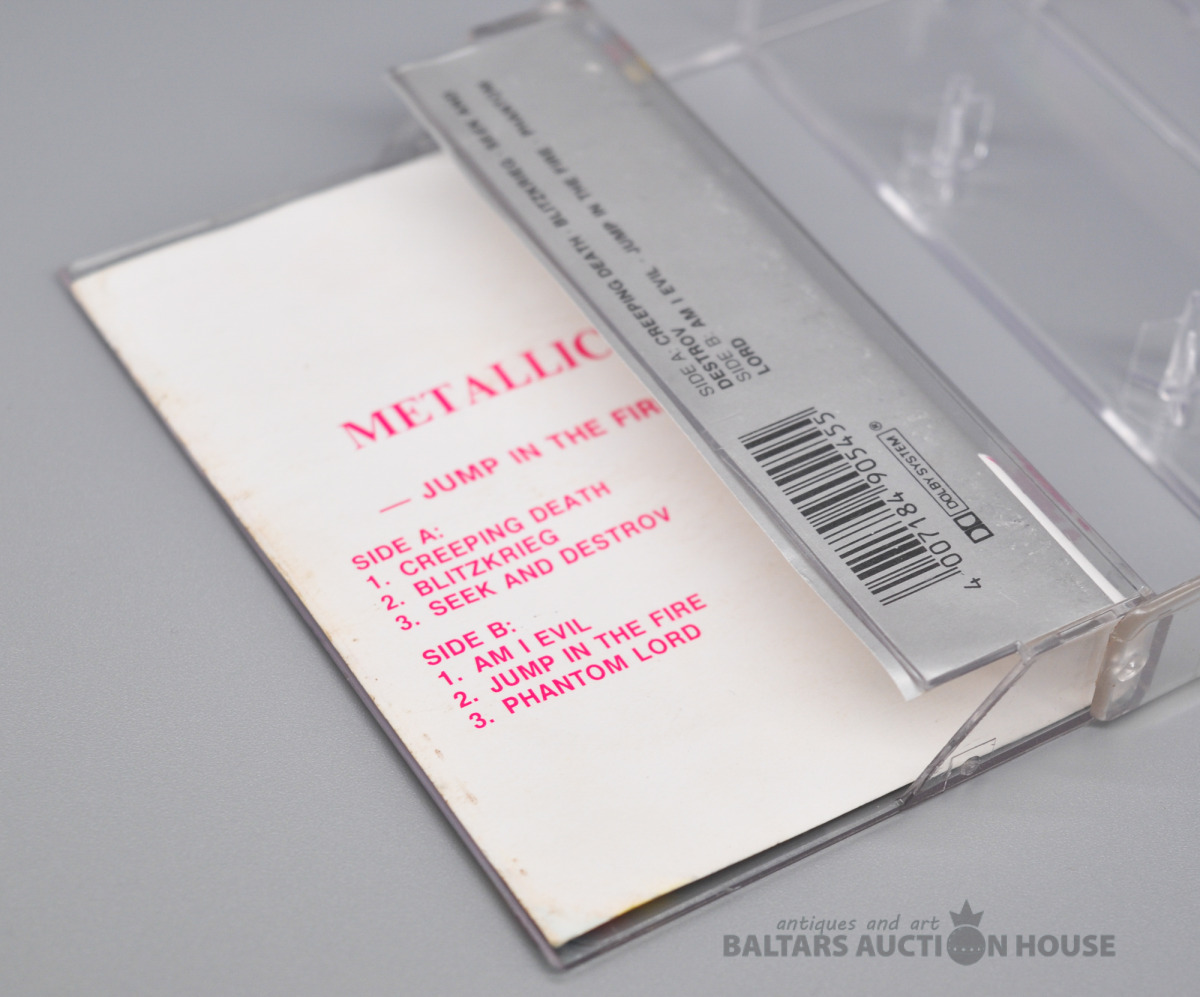 METALLIC
— JUMP IN THE FIR
SIDE A:
1. CREEPING DEATH
2. BLITZKRIEG
3. SEEK AND DESTROV
SIDE B:
1. AM I EVIL
2. JUMP IN THE FIRE
3. PHANTOM LORD
SIDE A: CREEPING DEATH · BLITZKRIEG · SEEN AND
DESTROV
SIDE B: AM I EVIL · JUMP IN THE FIRE · PHANTOM
LORD
4 007184 905455
DOLBY SYSTEM ®
antiques and art
BALTARS AUCTION HOUSE